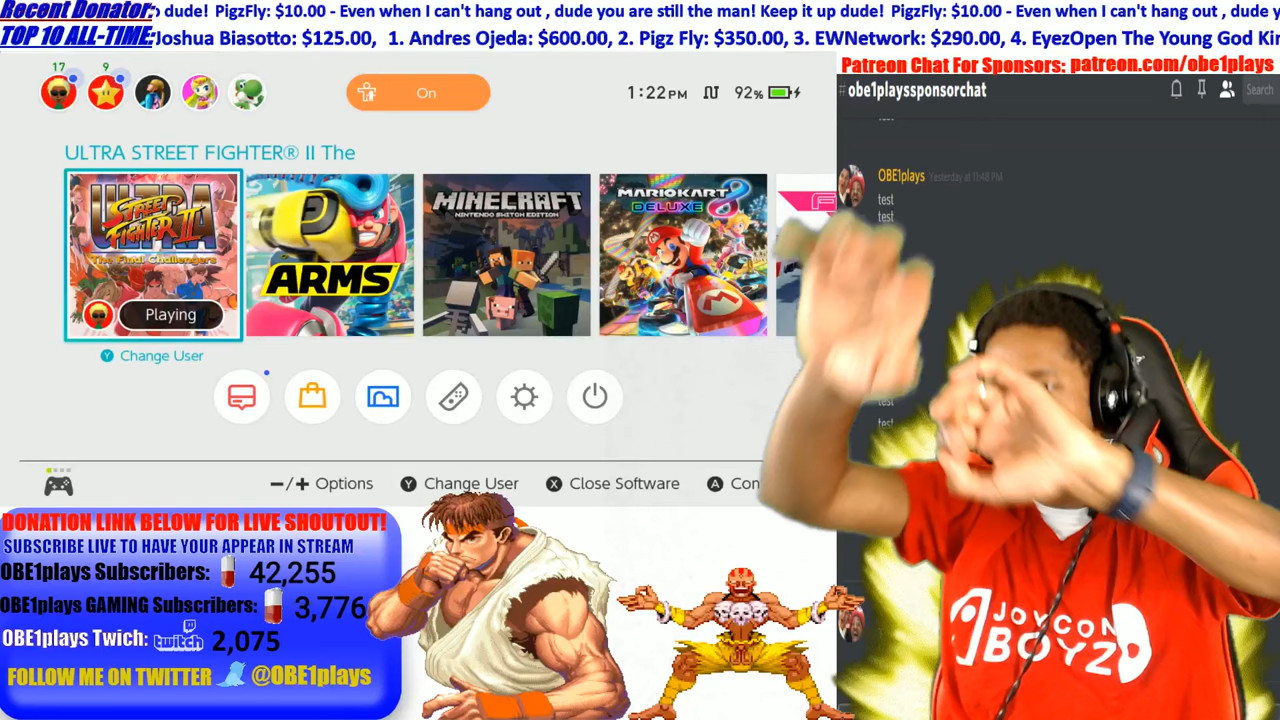 Recent Donator: dude! PigzFly: $10.00 - Even when I can't hang out , dude you are still the man! Keep it up dude! PigzFly: $10.00 - Even when I can't hang out , dude y
TOP 10 ALL-TIME: Joshua Biasotto: $125.00, 1. Andres Ojeda: $600.00, 2. Pigz Fly: $350.00, 3. EWNetwork: $290.00, 4. EyezOpen The Young God Kin
Patreon Chat For Sponsors: patreon.com/obe1plays
17 9
On
1:22PM 92%
# obe1playssponsorchat Search
ULTRA STREET FIGHTER® II The
OBE1plays Yesterday at 11:48 PM
test
test
ULTRA
STREET FIGHTER II
The Final Challengers
Playing
ARMS
MINECRAFT
NINTENDO SWITCH EDITION
MARIOKART 8
DELUXE
F
Y Change User
test
−/+ Options Y Change User X Close Software A Con
DONATION LINK BELOW FOR LIVE SHOUTOUT!
SUBSCRIBE LIVE TO HAVE YOUR APPEAR IN STREAM
OBE1plays Subscribers: 42,255
OBE1plays GAMING Subscribers: 3,776
OBE1plays Twich: twitch 2,075
FOLLOW ME ON TWITTER @OBE1plays
JOYCON
BOYZ